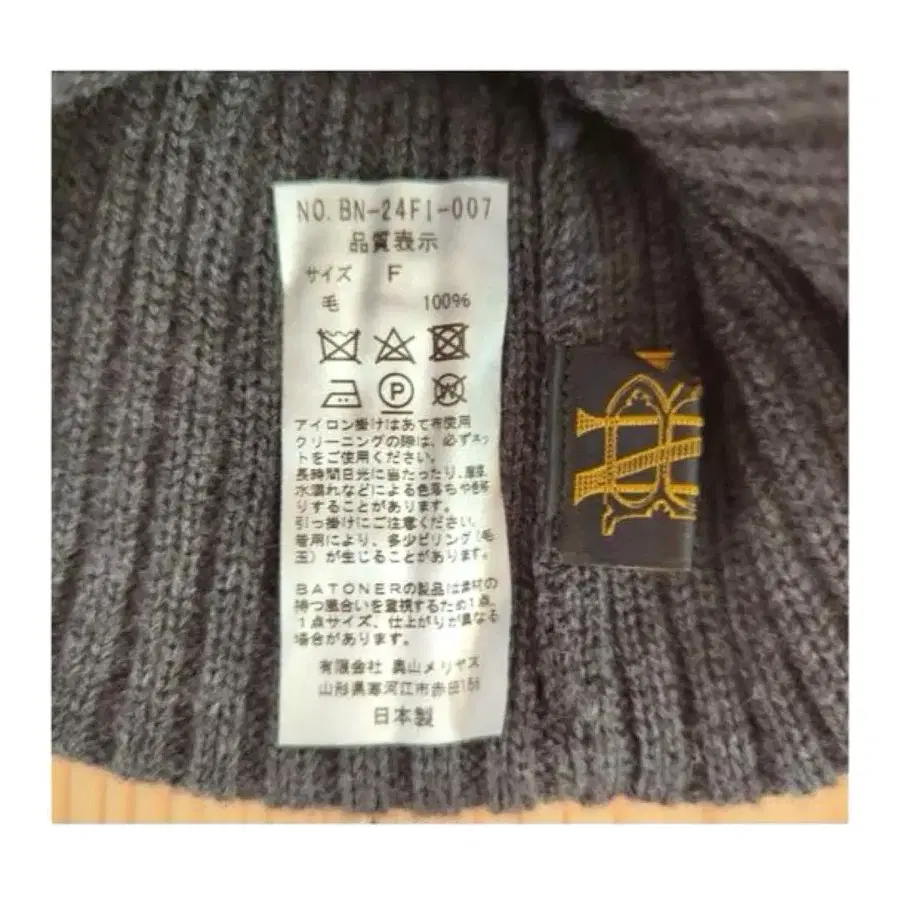 NO. BN-24FI-007
品質表示
サイズ F
毛 100%
P
W
アイロン掛けはあて布使用
クリーニングの際は、必ずネッ
トをご使用ください。
長時間日光に当たったり、摩擦、
水濡れなどによる色落ちや色移
りすることがあります。
引っ掛けにご注意ください。
着用により、多少ピリング(毛
玉)が生じることがあります。
BATONERの製品は素材の
持つ風合いを重視するため1点
1点サイズ、仕上がりが異なる
場合があります。
有限会社 奥山メリヤス
山形県寒河江市赤田156
日本製